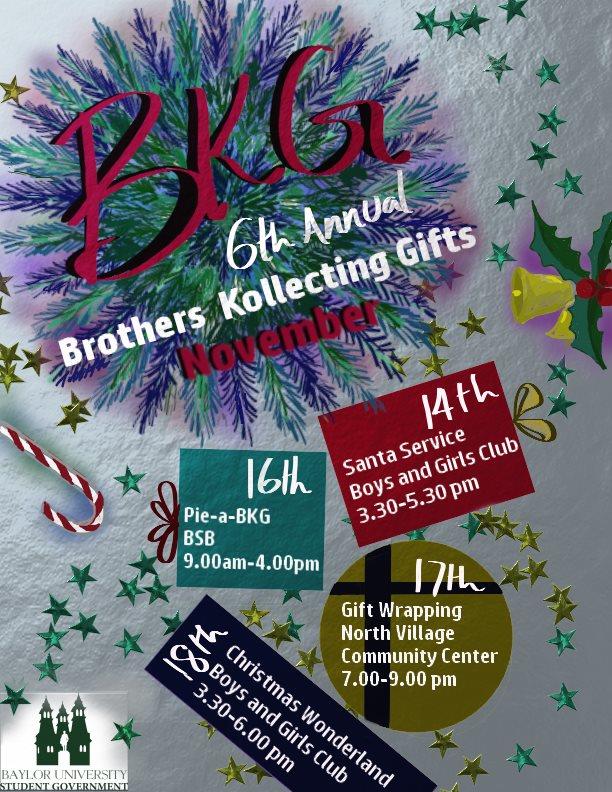 BKG
6th Annual
Brothers Kollecting Gifts
November
14th
Santa Service
Boys and Girls Club
3.30-5.30 pm
16th
Pie-a-BKG
BSB
9.00am-4.00pm
17th
Gift Wrapping
North Village
Community Center
7.00-9.00 pm
18th
Christmas Wonderland
Boys and Girls Club
3.30-6.00 pm
BAYLOR UNIVERSITY
STUDENT GOVERNMENT